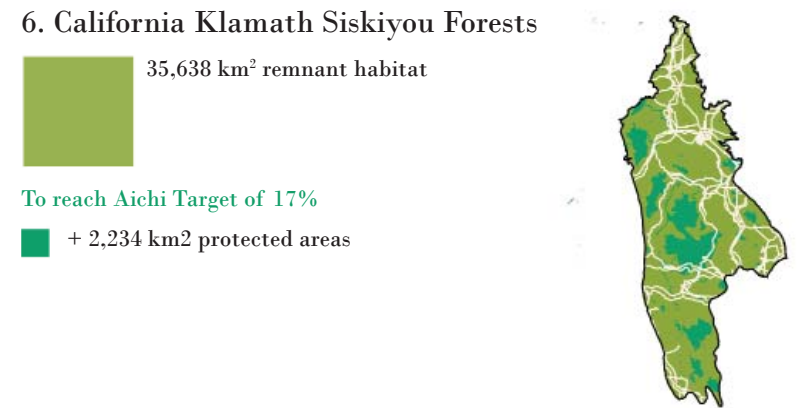 6. California Klamath Siskiyou Forests
35,638 km² remnant habitat
To reach Aichi Target of 17%
+ 2,234 km2 protected areas